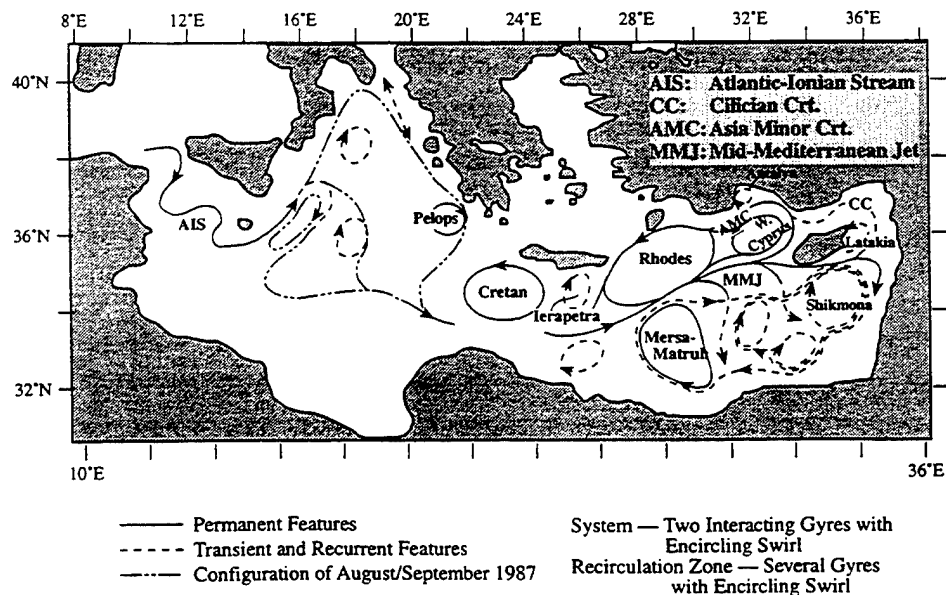 8°E 12°E 16°E 20°E 24°E 28°E 32°E 36°E
40°N
36°N
32°N
AIS: Atlantic-Ionian Stream
CC: Cilician Crt.
AMC: Asia Minor Crt.
MMJ: Mid-Mediterranean Jet
Antalya
AIS
Pelops
AMC
W. Cyprus
CC
Latakia
Rhodes
MMJ
Cretan
Ierapetra
Shikmona
Mersa-
Matruh
10°E 36°E
Permanent Features
Transient and Recurrent Features
Configuration of August/September 1987
System — Two Interacting Gyres with
Encircling Swirl
Recirculation Zone — Several Gyres
with Encircling Swirl